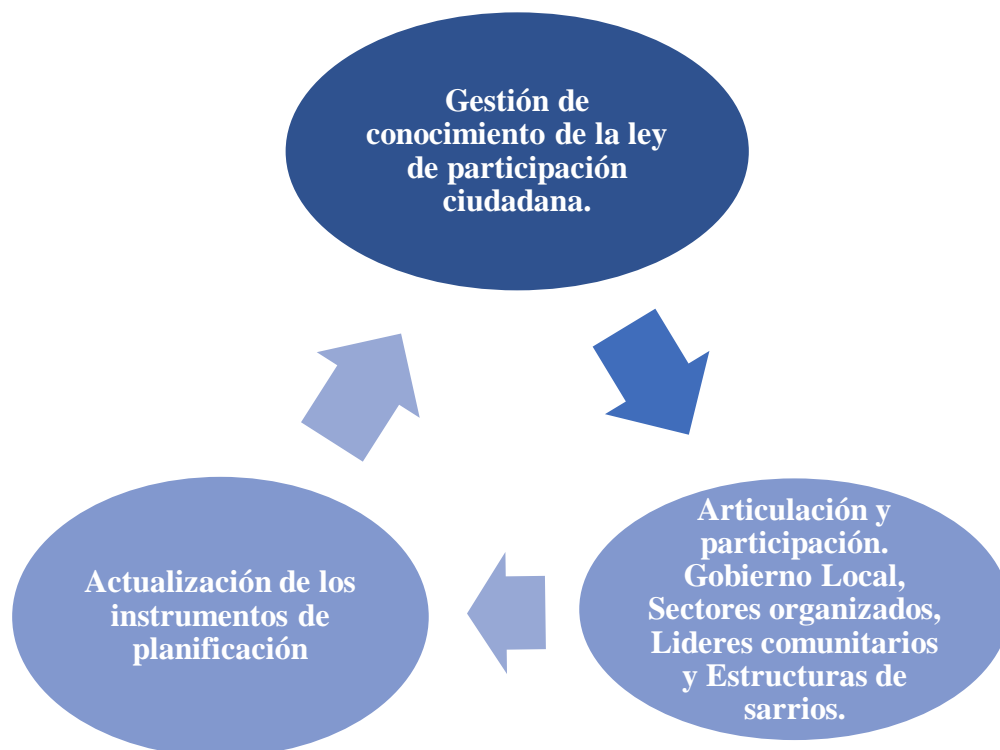 Gestión de
conocimiento de la ley
de participación
ciudadana.
Articulación y
participación.
Gobierno Local,
Sectores organizados,
Lideres comunitarios
y Estructuras de
sarrios.
Actualización de los
instrumentos de
planificación